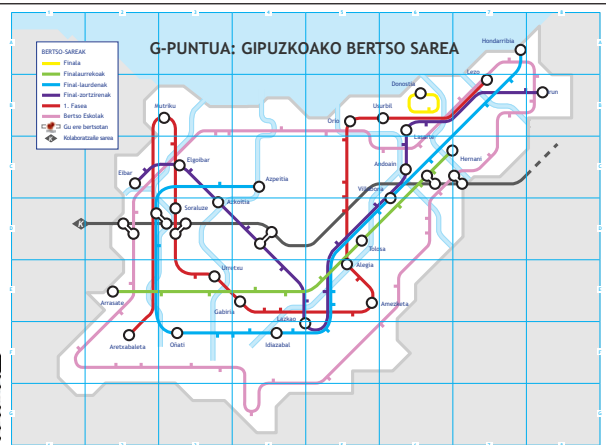 G-PUNTUA: GIPUZKOAKO BERTSO SAREA
BERTSO-SAREAK
Finala
Final aurrekoak
Final-laurdenak
Final-zortzirenak
1. Fasea
Bertso Eskolak
Gu ere bertsotan
K Kolaboratzaile sarea
Hondarribia
Lezo
Irun
Donostia
Mutriku
Orio
Usurbil
Lasarte
Hernani
Elgoibar
Eibar
Azpeitia
Andoain
Villabona
Soraluze
Azkoitia
K
Tolosa
Urretxu
Alegia
Arrasate
Gabiria
Lazkao
Amezketa
Aretxabaleta
Oñati
Idiazabal